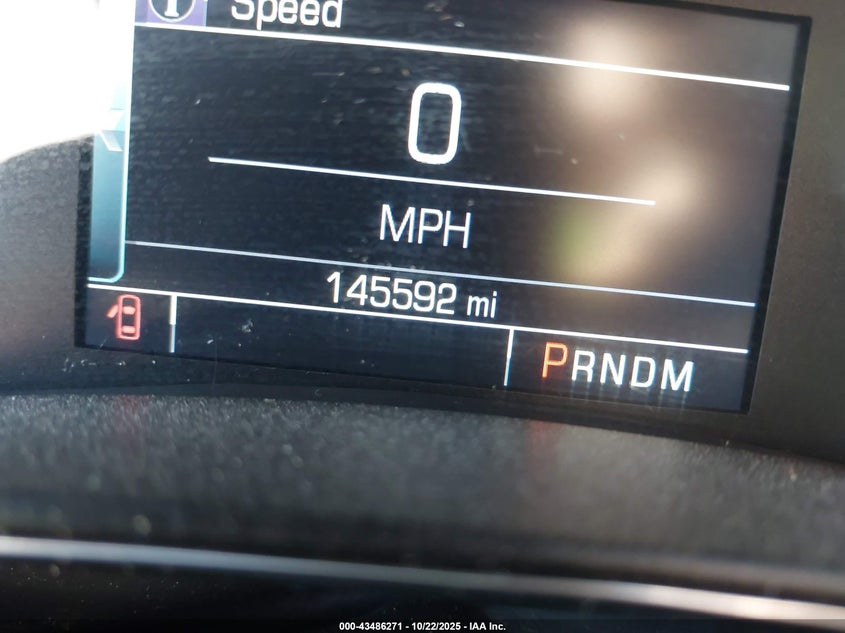 Speed
0
MPH
145592 mi
PRNDM
000-43486271 - 10/22/2025 - IAA Inc.